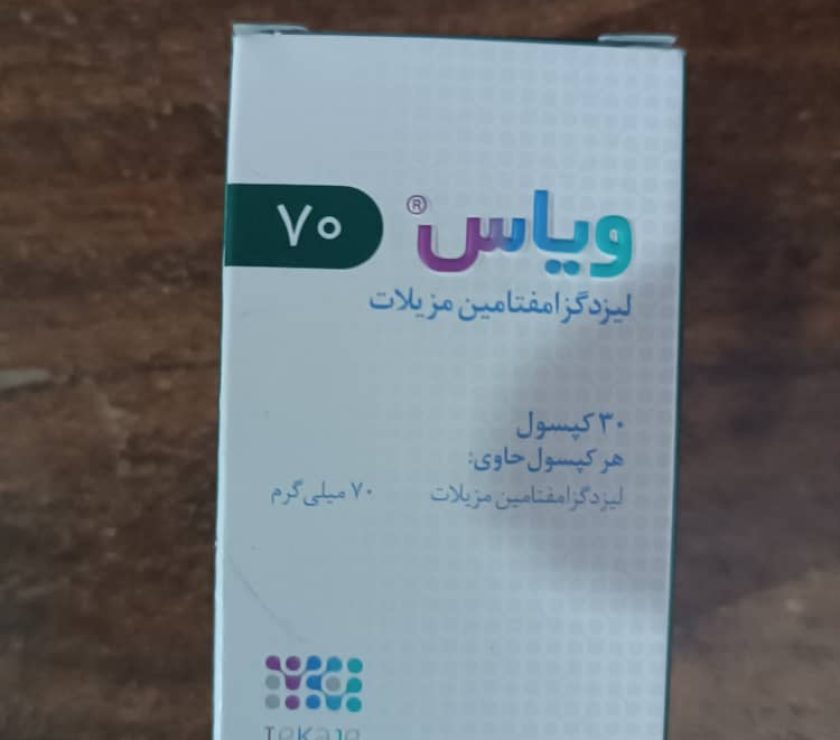 ویاس® ۷۰
لیزدگزامفتامین مزیلات
۳۰ کپسول
هر کپسول حاوی:
لیزدگزامفتامین مزیلات ۷۰ میلی‌گرم